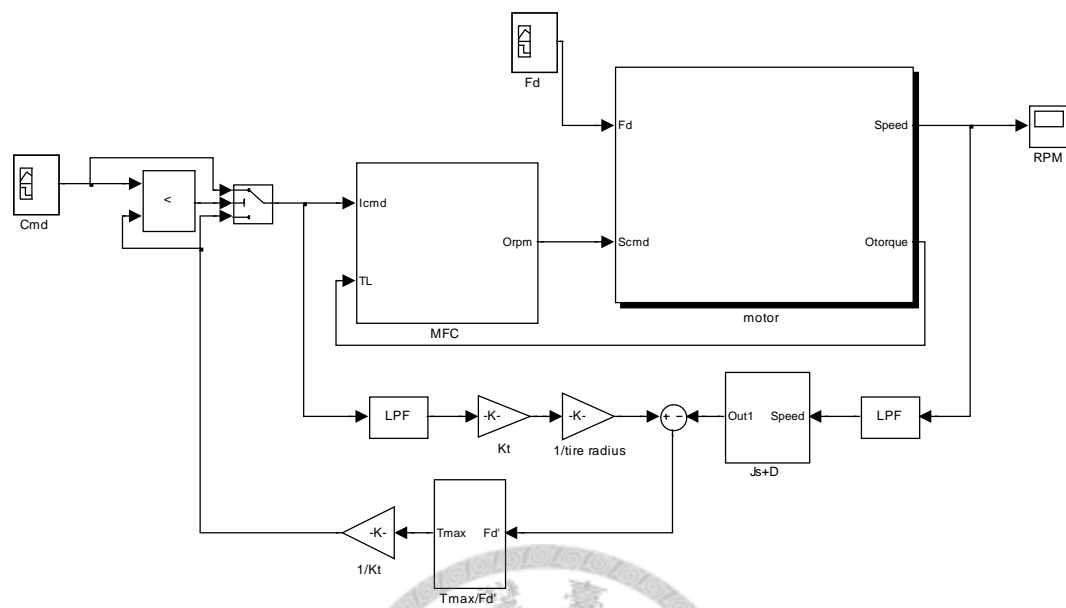 Fd
Fd
Speed
RPM
Cmd
<
Icmd
Orpm
TL
MFC
Scmd
Otorque
motor
LPF
-K-
Kt
-K-
1/tire radius
+ −
Out1 Speed
Js+D
LPF
-K-
1/Kt
Tmax Fd'
Tmax/Fd'
臺